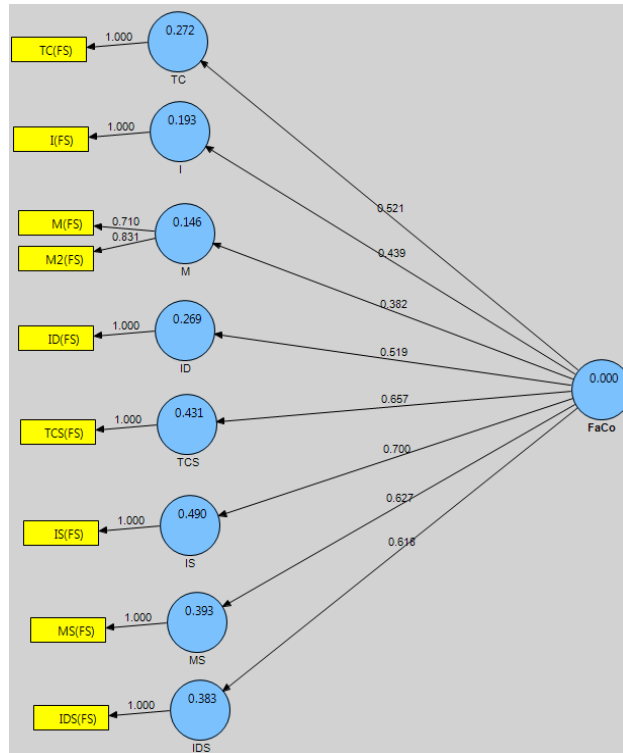 0.272
1.000
TC(FS)
TC
0.193
1.000
I(FS)
I
0.521
0.146
M(FS)
0.710
0.831
M2(FS)
M
0.439
0.382
0.269
1.000
ID(FS)
ID
0.519
0.000
FaCo
0.431
1.000
TCS(FS)
TCS
0.657
0.700
0.490
1.000
IS(FS)
IS
0.627
0.616
0.393
1.000
MS(FS)
MS
0.383
1.000
IDS(FS)
IDS